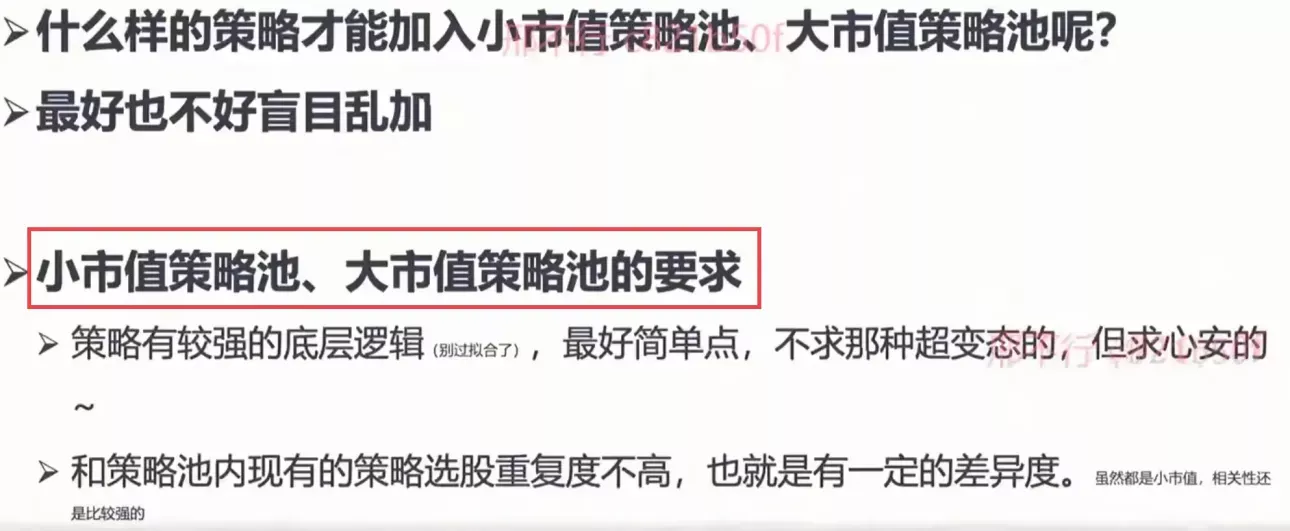 ➢什么样的策略才能加入小市值策略池、大市值策略池呢?
➢最好也不好盲目乱加
➢小市值策略池、大市值策略池的要求
➢策略有较强的底层逻辑(别过拟合了),最好简单点,不求那种超变态的,但求心安的
~
➢和策略池内现有的策略选股重复度不高,也就是有一定的差异度。虽然都是小市值,相关性还
是比较强的